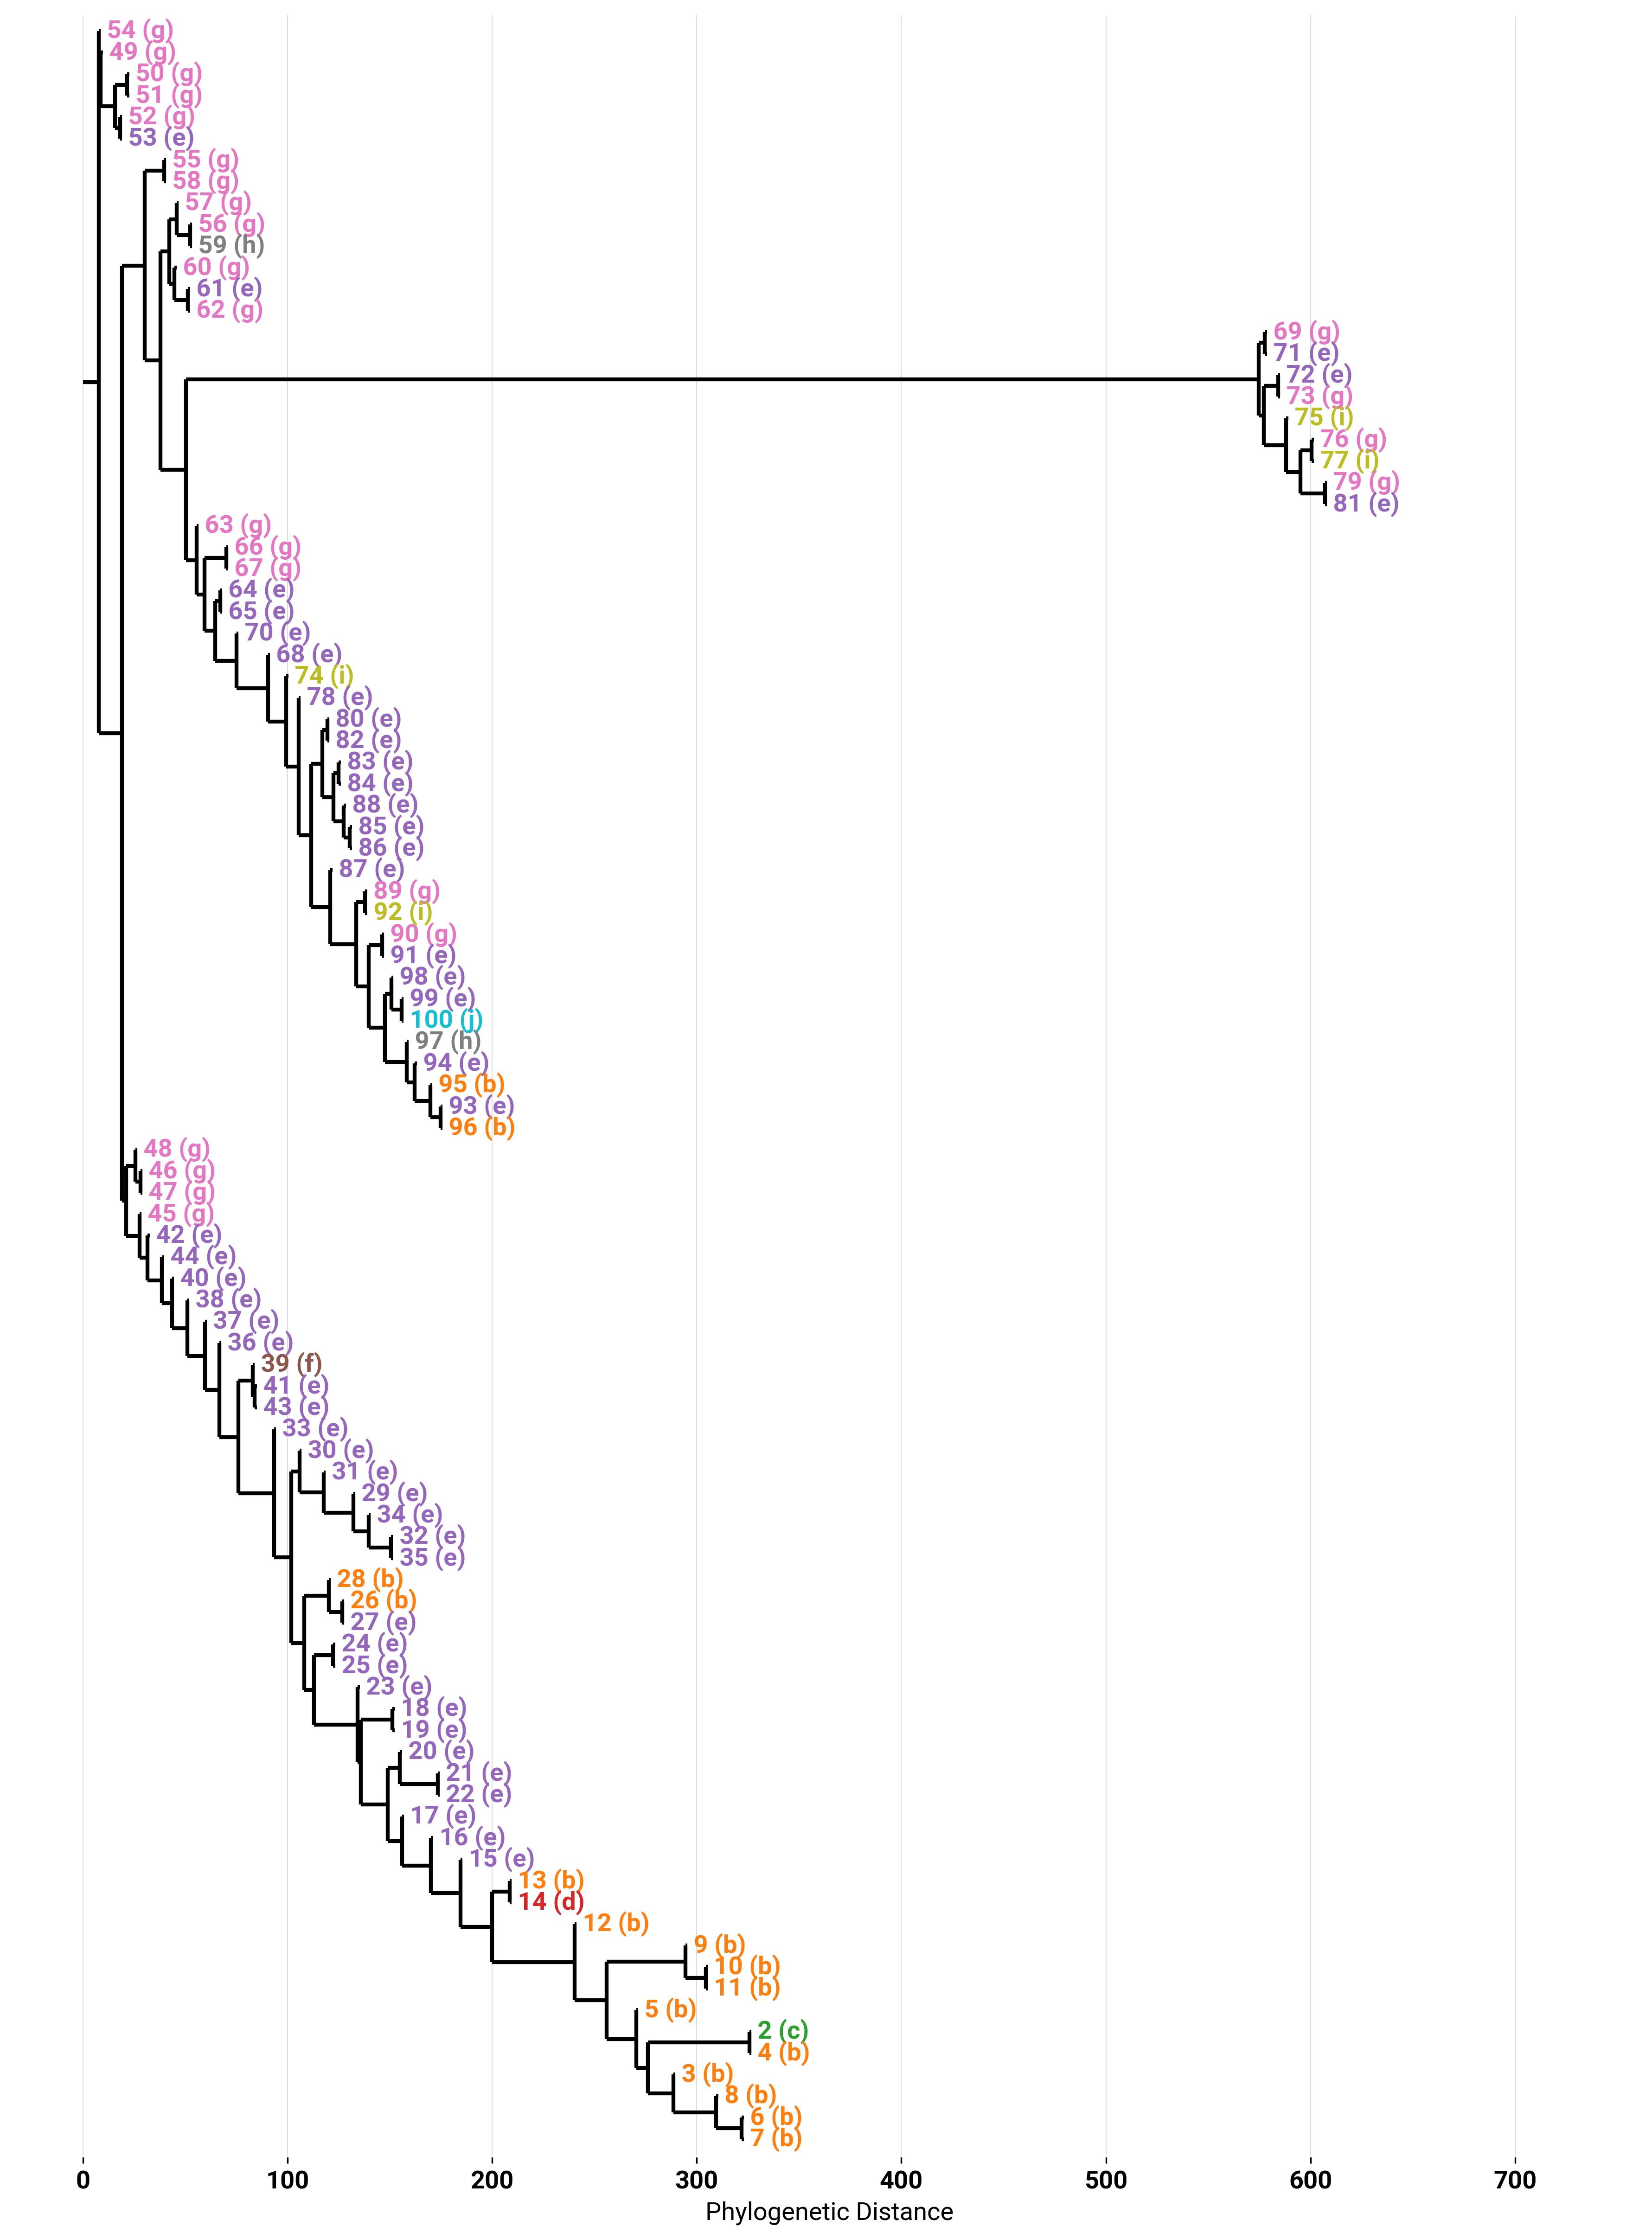 54 (g)
49 (g)
50 (g)
51 (g)
52 (g)
53 (e)
55 (g)
58 (g)
57 (g)
56 (g)
59 (h)
60 (g)
61 (e)
62 (g)
69 (g)
71 (e)
72 (e)
73 (g)
75 (i)
76 (g)
77 (i)
79 (g)
81 (e)
63 (g)
66 (g)
67 (g)
64 (e)
65 (e)
70 (e)
68 (e)
74 (i)
78 (e)
80 (e)
82 (e)
83 (e)
84 (e)
88 (e)
85 (e)
86 (e)
87 (e)
89 (g)
92 (i)
90 (g)
91 (e)
98 (e)
99 (e)
100 (j)
97 (h)
94 (e)
95 (b)
93 (e)
96 (b)
48 (g)
46 (g)
47 (g)
45 (g)
42 (e)
44 (e)
40 (e)
38 (e)
37 (e)
36 (e)
39 (f)
41 (e)
43 (e)
33 (e)
30 (e)
31 (e)
29 (e)
34 (e)
32 (e)
35 (e)
28 (b)
26 (b)
27 (e)
24 (e)
25 (e)
23 (e)
18 (e)
19 (e)
20 (e)
21 (e)
22 (e)
17 (e)
16 (e)
15 (e)
13 (b)
14 (d)
12 (b)
9 (b)
10 (b)
11 (b)
5 (b)
2 (c)
4 (b)
3 (b)
8 (b)
6 (b)
7 (b)
0 100 200 300 400 500 600 700
Phylogenetic Distance